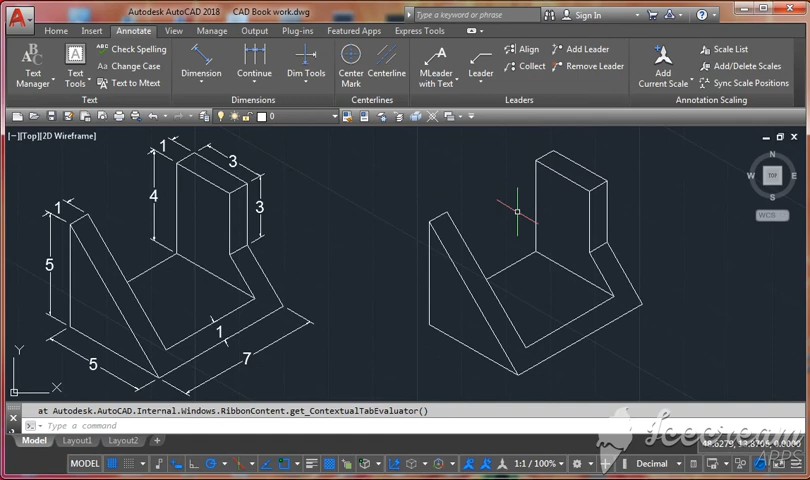 Autodesk AutoCAD 2018 CAD Book work.dwg
Type a keyword or phrase
Sign In
Home Insert Annotate View Manage Output Plug-ins Featured Apps Express Tools
ABC Check Spelling
Change Case
Text to Mtext
Text Manager
Text Tools
Dimension
Continue
Dim Tools
Center Mark
Centerline
MLeader with Text
Leader
Align
Collect
Add Leader
Remove Leader
Add Current Scale
Scale List
Add/Delete Scales
Sync Scale Positions
Text Dimensions Centerlines Leaders Annotation Scaling
0
[−][Top][2D Wireframe]
N
W TOP E
S
WCS
1
3
4
3
1
5
1
5
7
Y
X
at Autodesk.AutoCAD.Internal.Windows.RibbonContent.get_ContextualTabEvaluator()
Type a command
Model Layout1 Layout2 +
Icecream
APPS
MODEL 1:1 / 100% Decimal